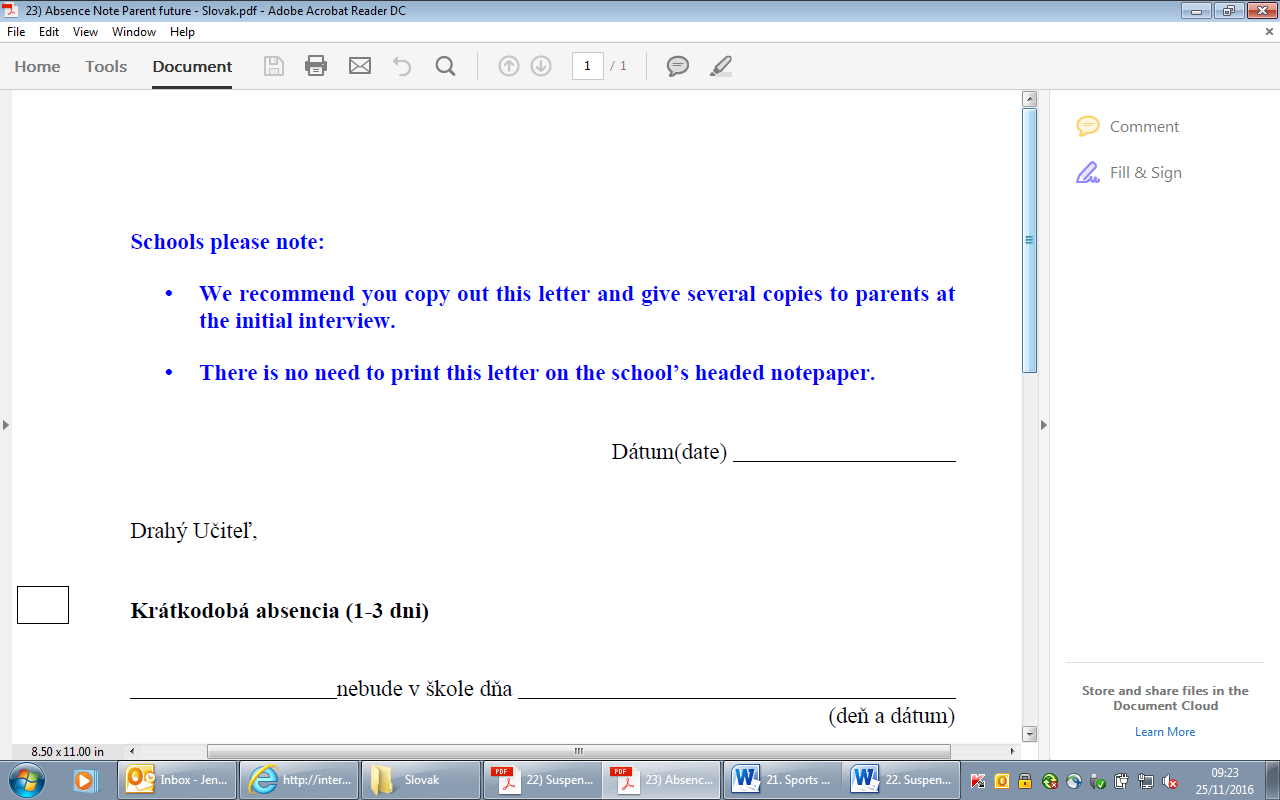 23) Absence Note Parent future - Slovak.pdf - Adobe Acrobat Reader DC
File Edit View Window Help
Home Tools Document 1 / 1
Comment
Fill & Sign
Schools please note:
• We recommend you copy out this letter and give several copies to parents at
the initial interview.
• There is no need to print this letter on the school’s headed notepaper.
Dátum(date) ____________________
Drahý Učiteľ,
Krátkodobá absencia (1-3 dni)
___________________nebude v škole dňa ________________________________________
(deň a dátum)
Store and share files in the
Document Cloud
Learn More
8.50 x 11.00 in
Inbox - Jen... http://inter... Slovak 22) Suspen... 23) Absenc... 21. Sports ... 22. Suspen... 09:23
25/11/2016